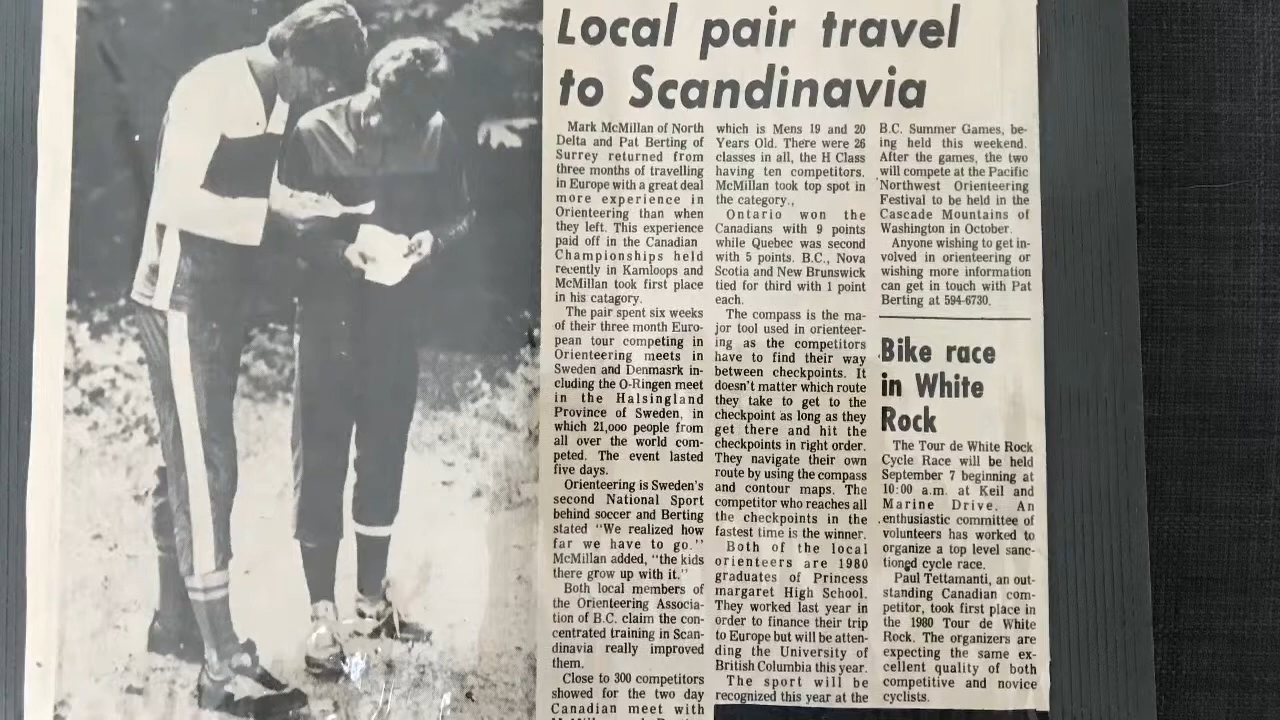 Local pair travel
to Scandinavia
Mark McMillan of North
Delta and Pat Berting of
Surrey returned from
three months of travelling
in Europe with a great deal
more experience in
Orienteering than when
they left. This experience
paid off in the Canadian
Championships held
recently in Kamloops and
McMillan took first place
in his catagory.
The pair spent six weeks
of their three month Euro-
pean tour competing in
Orienteering meets in
Sweden and Denmasrk in-
cluding the O-Ringen meet
in the Halsingland
Province of Sweden, in
which 21,000 people from
all over the world com-
peted. The event lasted
five days.
Orienteering is Sweden's
second National Sport
behind soccer and Berting
stated "We realized how
far we have to go."
McMillan added, "the kids
there grow up with it."
Both local members of
the Orienteering Associa-
tion of B.C. claim the con-
centrated training in Scan-
dinavia really improved
them.
Close to 300 competitors
showed for the two day
Canadian meet with
which is Mens 19 and 20
Years Old. There were 26
classes in all, the H Class
having ten competitors.
McMillan took top spot in
the category.,
Ontario won the
Canadians with 9 points
while Quebec was second
with 5 points. B.C., Nova
Scotia and New Brunswick
tied for third with 1 point
each.
The compass is the ma-
jor tool used in orienteer-
ing as the competitors
have to find their way
between checkpoints. It
doesn't matter which route
they take to get to the
checkpoint as long as they
get there and hit the
checkpoints in right order.
They navigate their own
route by using the compass
and contour maps. The
competitor who reaches all
the checkpoints in the
fastest time is the winner.
Both of the local
orienteers are 1980
graduates of Princess
margaret High School.
They worked last year in
order to finance their trip
to Europe but will be atten-
ding the University of
British Columbia this year.
The sport will be
recognized this year at the
B.C. Summer Games, be-
ing held this weekend.
After the games, the two
will compete at the Pacific
Northwest Orienteering
Festival to be held in the
Cascade Mountains of
Washington in October.
Anyone wishing to get in-
volved in orienteering or
wishing more information
can get in touch with Pat
Berting at 594-6730.
Bike race
in White
Rock
The Tour de White Rock
Cycle Race will be held
September 7 beginning at
10:00 a.m. at Keil and
Marine Drive. An
enthusiastic committee of
volunteers has worked to
organize a top level sanc-
tioned cycle race.
Paul Tettamanti, an out-
standing Canadian com-
petitor, took first place in
the 1980 Tour de White
Rock. The organizers are
expecting the same ex-
cellent quality of both
competitive and novice
cyclists.